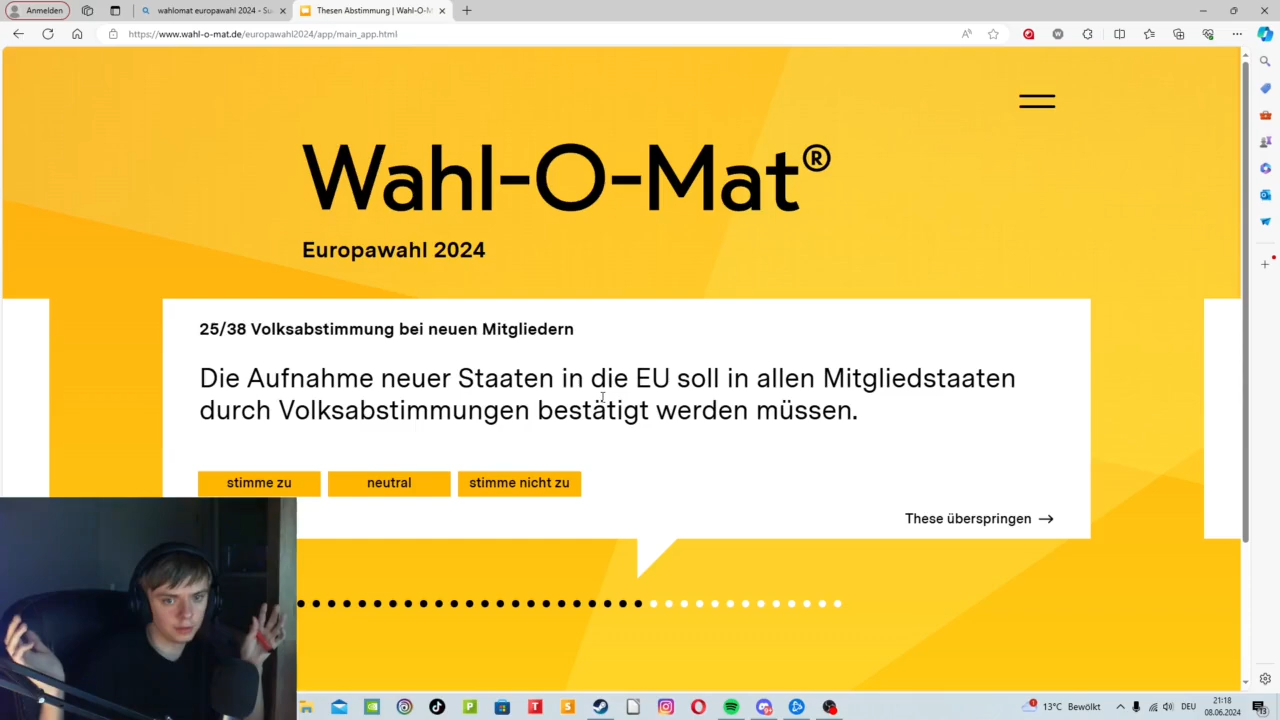 Anmelden
wahlomat europawahl 2024 - Su
Thesen Abstimmung | Wahl-O-M
https://www.wahl-o-mat.de/europawahl2024/app/main_app.html
Wahl-O-Mat®
Europawahl 2024
25/38 Volksabstimmung bei neuen Mitgliedern
Die Aufnahme neuer Staaten in die EU soll in allen Mitgliedstaaten
durch Volksabstimmungen bestätigt werden müssen.
stimme zu
neutral
stimme nicht zu
These überspringen →
13°C Bewölkt
DEU
21:18
08.06.2024